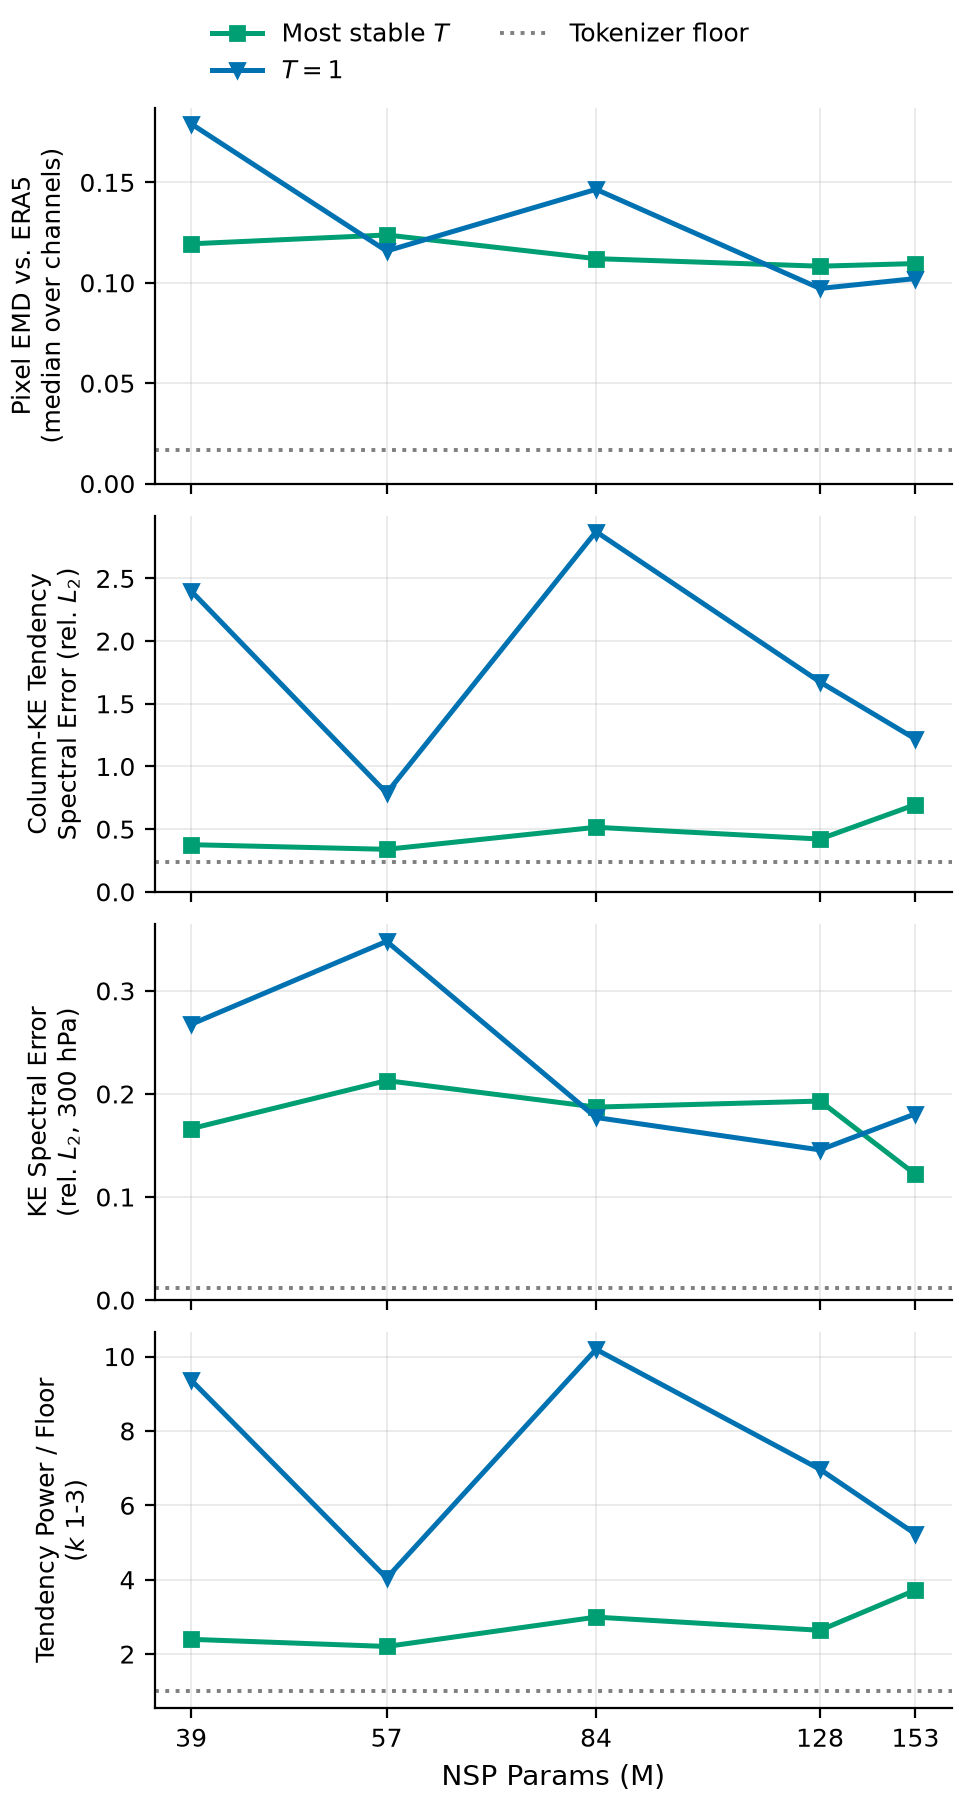 Most stable T
Tokenizer floor
T = 1
Pixel EMD vs. ERA5
(median over channels)
0.15
0.10
0.05
0.00
Column-KE Tendency
Spectral Error (rel. L₂)
2.5
2.0
1.5
1.0
0.5
0.0
KE Spectral Error
(rel. L₂, 300 hPa)
0.3
0.2
0.1
0.0
Tendency Power / Floor
(k 1-3)
10
8
6
4
2
39 57 84 128 153
NSP Params (M)